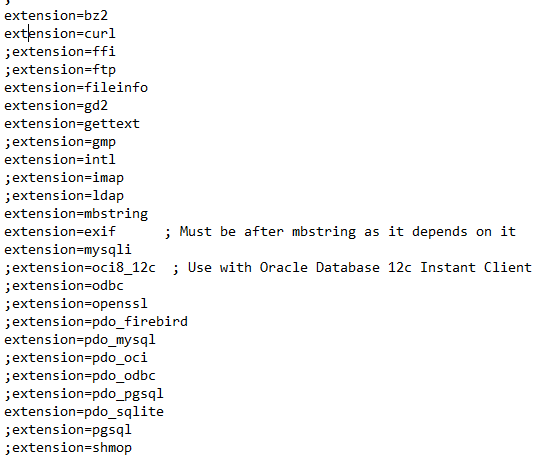 ;
extension=bz2
extension=curl
;extension=ffi
;extension=ftp
extension=fileinfo
extension=gd2
extension=gettext
;extension=gmp
extension=intl
;extension=imap
;extension=ldap
extension=mbstring
extension=exif      ; Must be after mbstring as it depends on it
extension=mysqli
;extension=oci8_12c  ; Use with Oracle Database 12c Instant Client
;extension=odbc
;extension=openssl
;extension=pdo_firebird
extension=pdo_mysql
;extension=pdo_oci
;extension=pdo_odbc
;extension=pdo_pgsql
extension=pdo_sqlite
;extension=pgsql
;extension=shmop